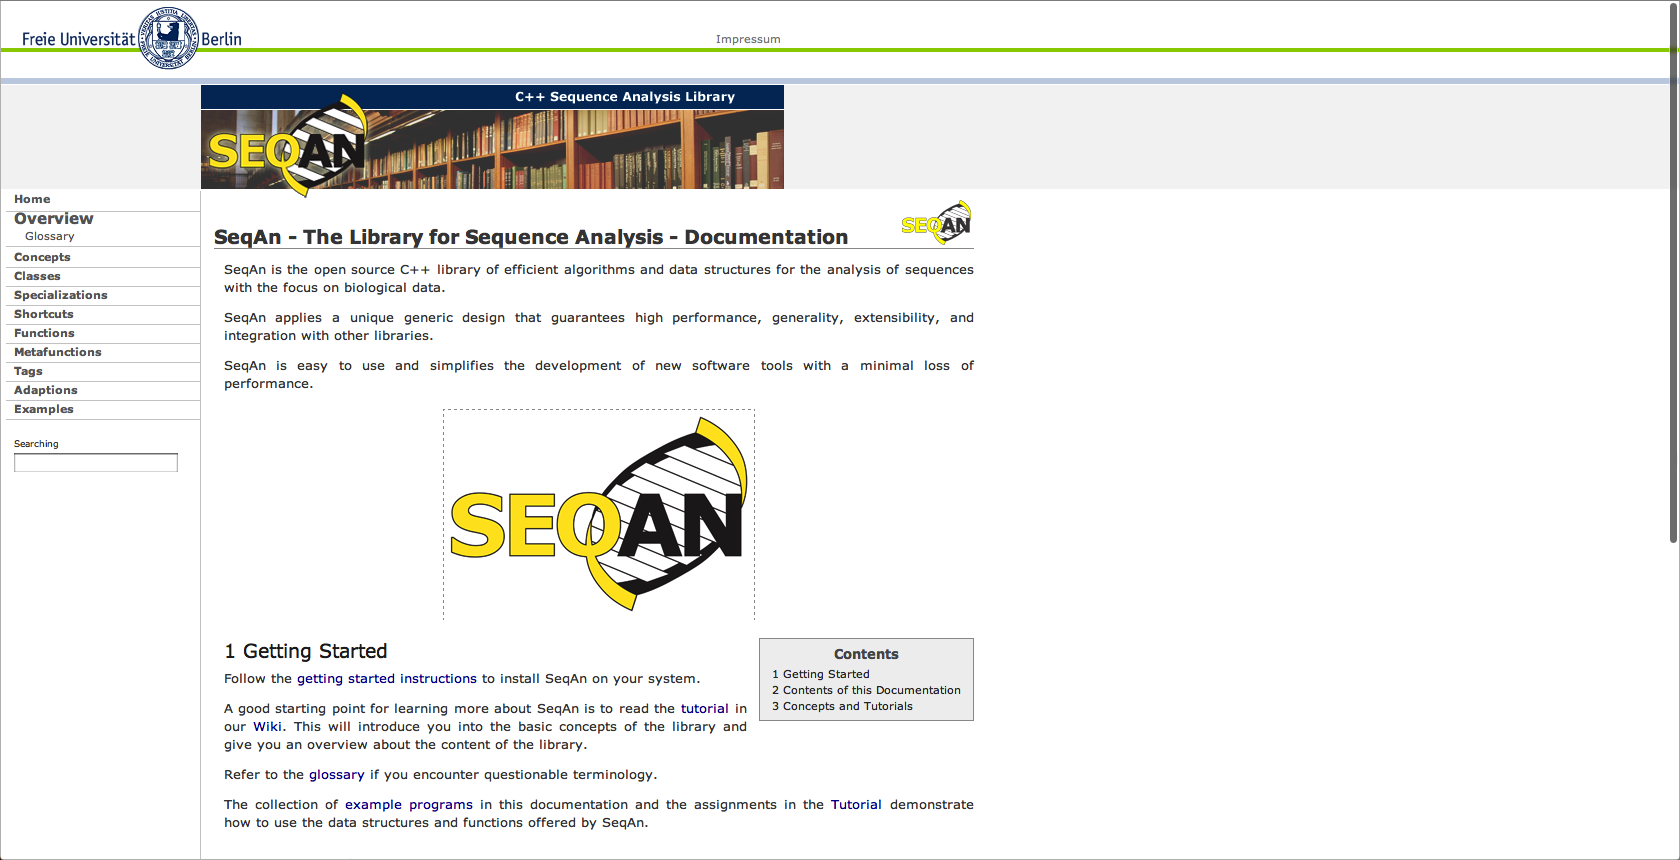 Freie Universität Berlin
Impressum
C++ Sequence Analysis Library
SEQAN
Home
Overview
Glossary
Concepts
Classes
Specializations
Shortcuts
Functions
Metafunctions
Tags
Adaptions
Examples
Searching
SEQAN
SeqAn - The Library for Sequence Analysis - Documentation
SeqAn is the open source C++ library of efficient algorithms and data structures for the analysis of sequences
with the focus on biological data.
SeqAn applies a unique generic design that guarantees high performance, generality, extensibility, and
integration with other libraries.
SeqAn is easy to use and simplifies the development of new software tools with a minimal loss of
performance.
SEQAN
1 Getting Started
Follow the getting started instructions to install SeqAn on your system.
A good starting point for learning more about SeqAn is to read the tutorial in
our Wiki. This will introduce you into the basic concepts of the library and
give you an overview about the content of the library.
Contents
1 Getting Started
2 Contents of this Documentation
3 Concepts and Tutorials
Refer to the glossary if you encounter questionable terminology.
The collection of example programs in this documentation and the assignments in the Tutorial demonstrate
how to use the data structures and functions offered by SeqAn.